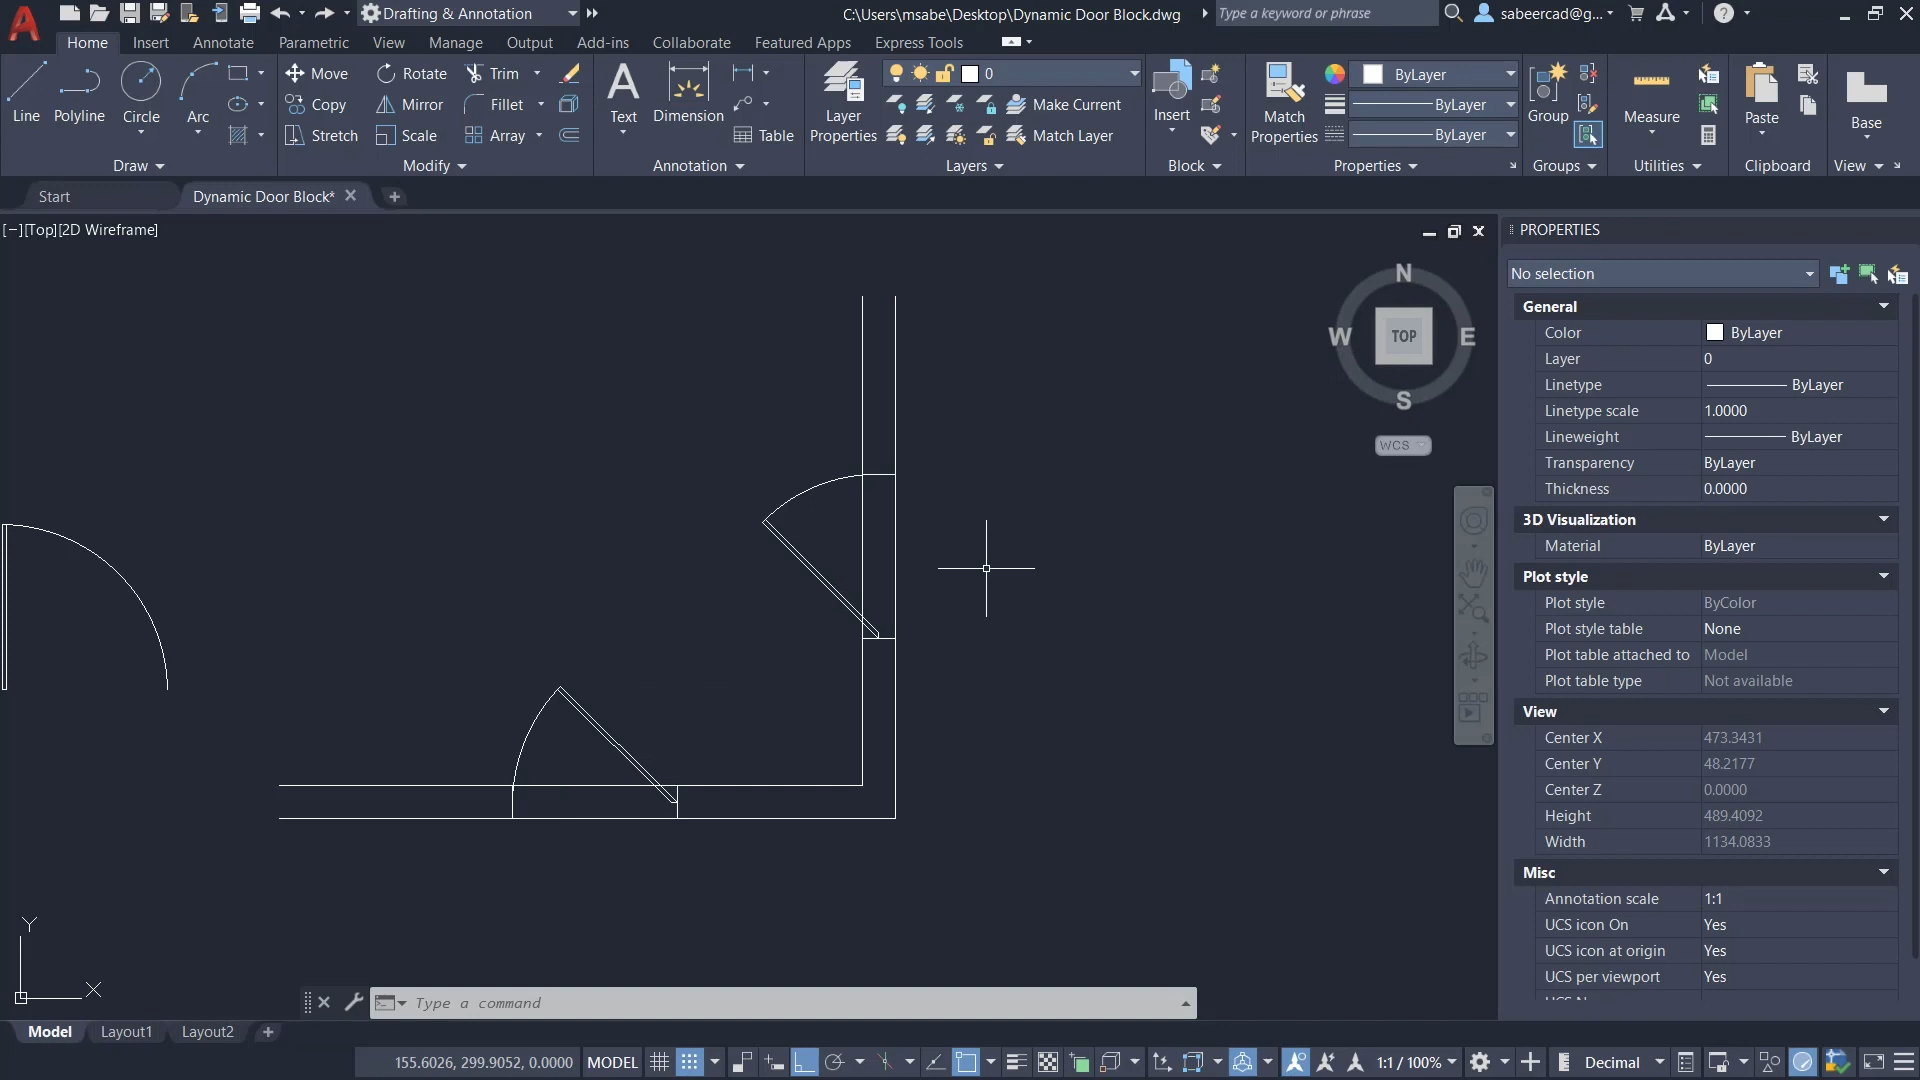 Drafting & Annotation
C:\Users\msabe\Desktop\Dynamic Door Block.dwg
Type a keyword or phrase
sabeercad@g...
Home Insert Annotate Parametric View Manage Output Add-ins Collaborate Featured Apps Express Tools
Move Rotate Trim
0
ByLayer
Copy Mirror Fillet
Make Current
ByLayer
Line Polyline Circle Arc
Text Dimension
Layer
Properties
Insert
Match
Properties
Group
Measure
Paste
Base
Stretch Scale Array
Table
Match Layer
ByLayer
Draw Modify Annotation Layers Block Properties Groups Utilities Clipboard View
Start Dynamic Door Block*
[−][Top][2D Wireframe]
PROPERTIES
No selection
N
W TOP E
S
WCS
General
Color ByLayer
Layer 0
Linetype ByLayer
Linetype scale 1.0000
Lineweight ByLayer
Transparency ByLayer
Thickness 0.0000
3D Visualization
Material ByLayer
Plot style
Plot style ByColor
Plot style table None
Plot table attached to Model
Plot table type Not available
View
Center X 473.3431
Center Y 48.2177
Center Z 0.0000
Height 489.4092
Width 1134.0833
Misc
Annotation scale 1:1
UCS icon On Yes
UCS icon at origin Yes
UCS per viewport Yes
Y
X
Type a command
Model Layout1 Layout2
155.6026, 299.9052, 0.0000 MODEL
1:1 / 100%
Decimal